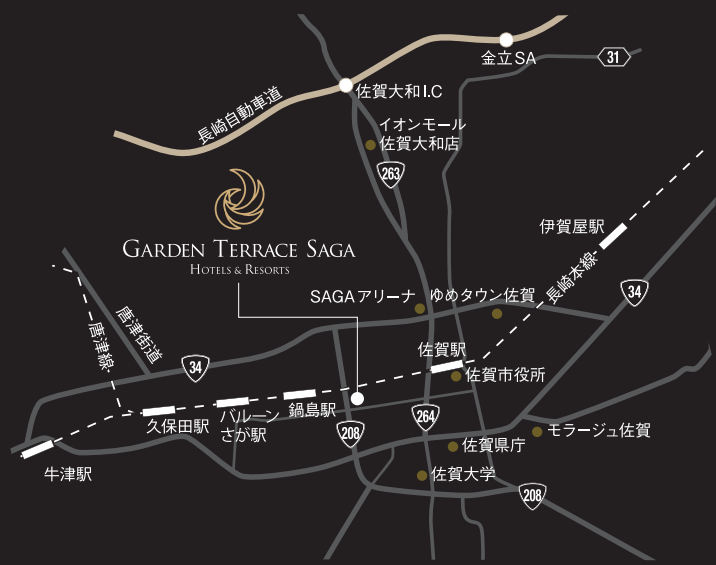 金立SA
31
佐賀大和I.C
長崎自動車道
イオンモール
佐賀大和店
263
GARDEN TERRACE SAGA
HOTELS & RESORTS
伊賀屋駅
長崎本線
SAGAアリーナ
ゆめタウン佐賀
34
唐津街道
唐津線
34
佐賀駅
佐賀市役所
鍋島駅
バルーン
さが駅
久保田駅
264
208
モラージュ佐賀
佐賀県庁
牛津駅
佐賀大学
208